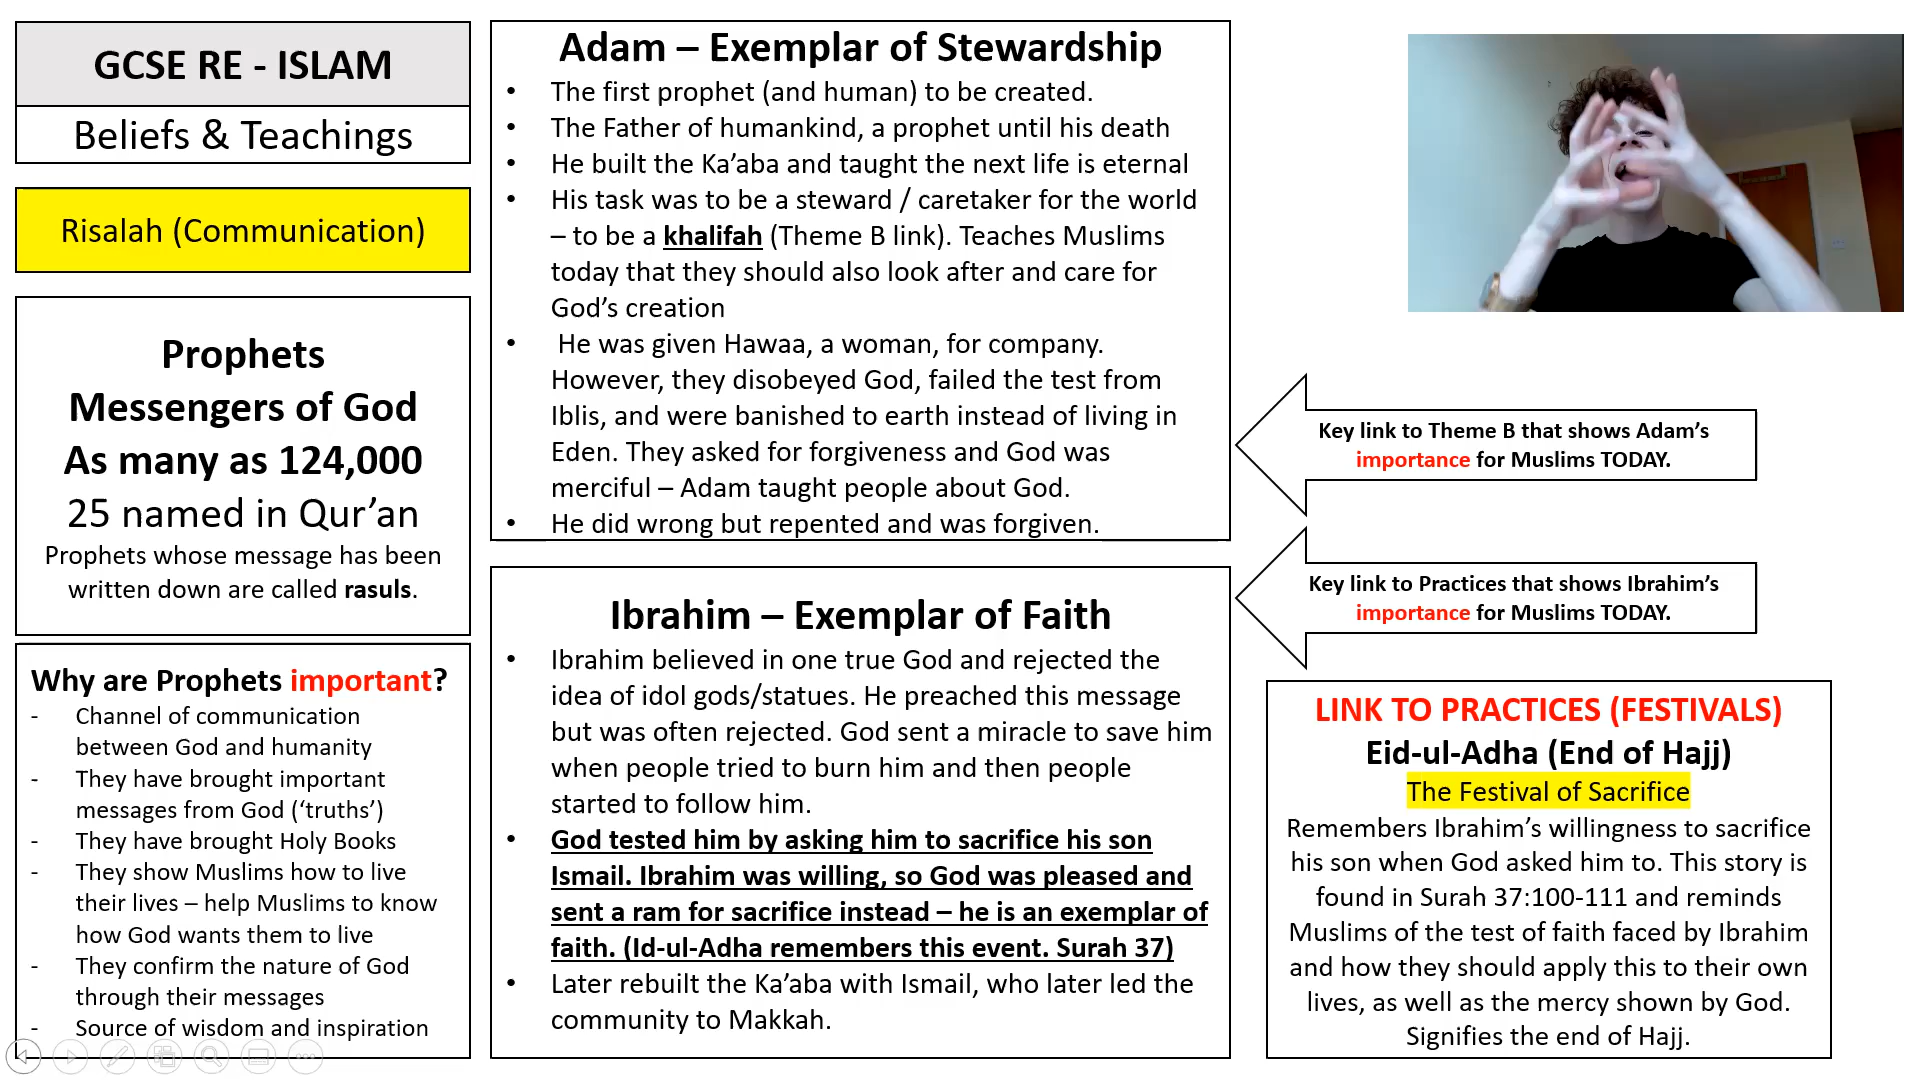 GCSE RE - ISLAM
Beliefs & Teachings
Risalah (Communication)
Prophets
Messengers of God
As many as 124,000
25 named in Qur’an
Prophets whose message has been
written down are called rasuls.
Why are Prophets important?
- Channel of communication
between God and humanity
- They have brought important
messages from God (‘truths’)
- They have brought Holy Books
- They show Muslims how to live
their lives – help Muslims to know
how God wants them to live
- They confirm the nature of God
through their messages
- Source of wisdom and inspiration
Adam – Exemplar of Stewardship
• The first prophet (and human) to be created.
• The Father of humankind, a prophet until his death
• He built the Ka’aba and taught the next life is eternal
• His task was to be a steward / caretaker for the world
– to be a khalifah (Theme B link). Teaches Muslims
today that they should also look after and care for
God’s creation
• He was given Hawaa, a woman, for company.
However, they disobeyed God, failed the test from
Iblis, and were banished to earth instead of living in
Eden. They asked for forgiveness and God was
merciful – Adam taught people about God.
• He did wrong but repented and was forgiven.
Ibrahim – Exemplar of Faith
• Ibrahim believed in one true God and rejected the
idea of idol gods/statues. He preached this message
but was often rejected. God sent a miracle to save him
when people tried to burn him and then people
started to follow him.
• God tested him by asking him to sacrifice his son
Ismail. Ibrahim was willing, so God was pleased and
sent a ram for sacrifice instead – he is an exemplar of
faith. (Id-ul-Adha remembers this event. Surah 37)
• Later rebuilt the Ka’aba with Ismail, who later led the
community to Makkah.
Key link to Theme B that shows Adam’s
importance for Muslims TODAY.
Key link to Practices that shows Ibrahim’s
importance for Muslims TODAY.
LINK TO PRACTICES (FESTIVALS)
Eid-ul-Adha (End of Hajj)
The Festival of Sacrifice
Remembers Ibrahim’s willingness to sacrifice
his son when God asked him to. This story is
found in Surah 37:100-111 and reminds
Muslims of the test of faith faced by Ibrahim
and how they should apply this to their own
lives, as well as the mercy shown by God.
Signifies the end of Hajj.